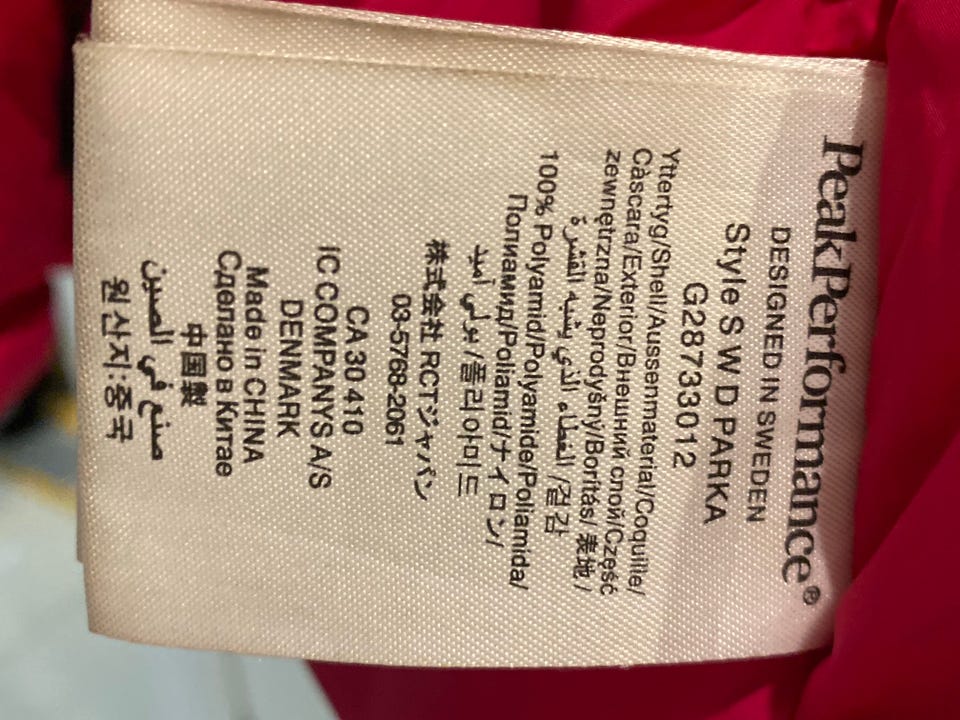 PeakPerformance®
DESIGNED IN SWEDEN
Style S W D PARKA
G28733012
Yttertyg/Shell/Aussenmaterial/Coquille/
Càscara/Exterior/Внешний слой/Część
zewnętrzna/Neprodyšný/Borítás/ 表地 /
الغطاء الذي يشبه القشرة /겉감
100% Polyamid/Polyamide/Poliamida/
Полиамид/Poliamid/ナイロン/
بولي أميد /폴리아미드
株式会社 RCTジャパン
03-5768-2061
CA 30 410
IC COMPANYS A/S
DENMARK
Made in CHINA
Сделано в Китае
中国製
صنع في الصين
원산지:중국